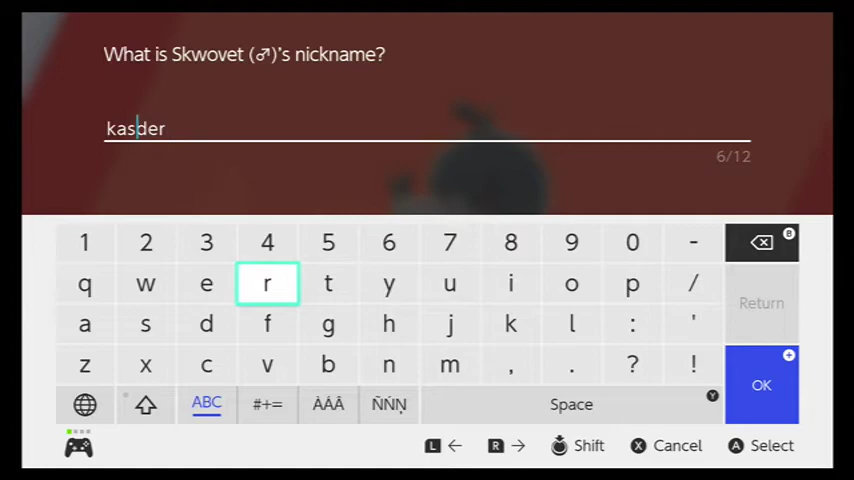 What is Skwovet (♂)'s nickname?
kasder
6/12
1 2 3 4 5 6 7 8 9 0 - B
q w e r t y u i o p / Return
a s d f g h j k l : '
z x c v b n m , . ? ! OK
ABC #+= ÀÁÂ ÑŃŅ Space Y
L ← R → Shift X Cancel A Select